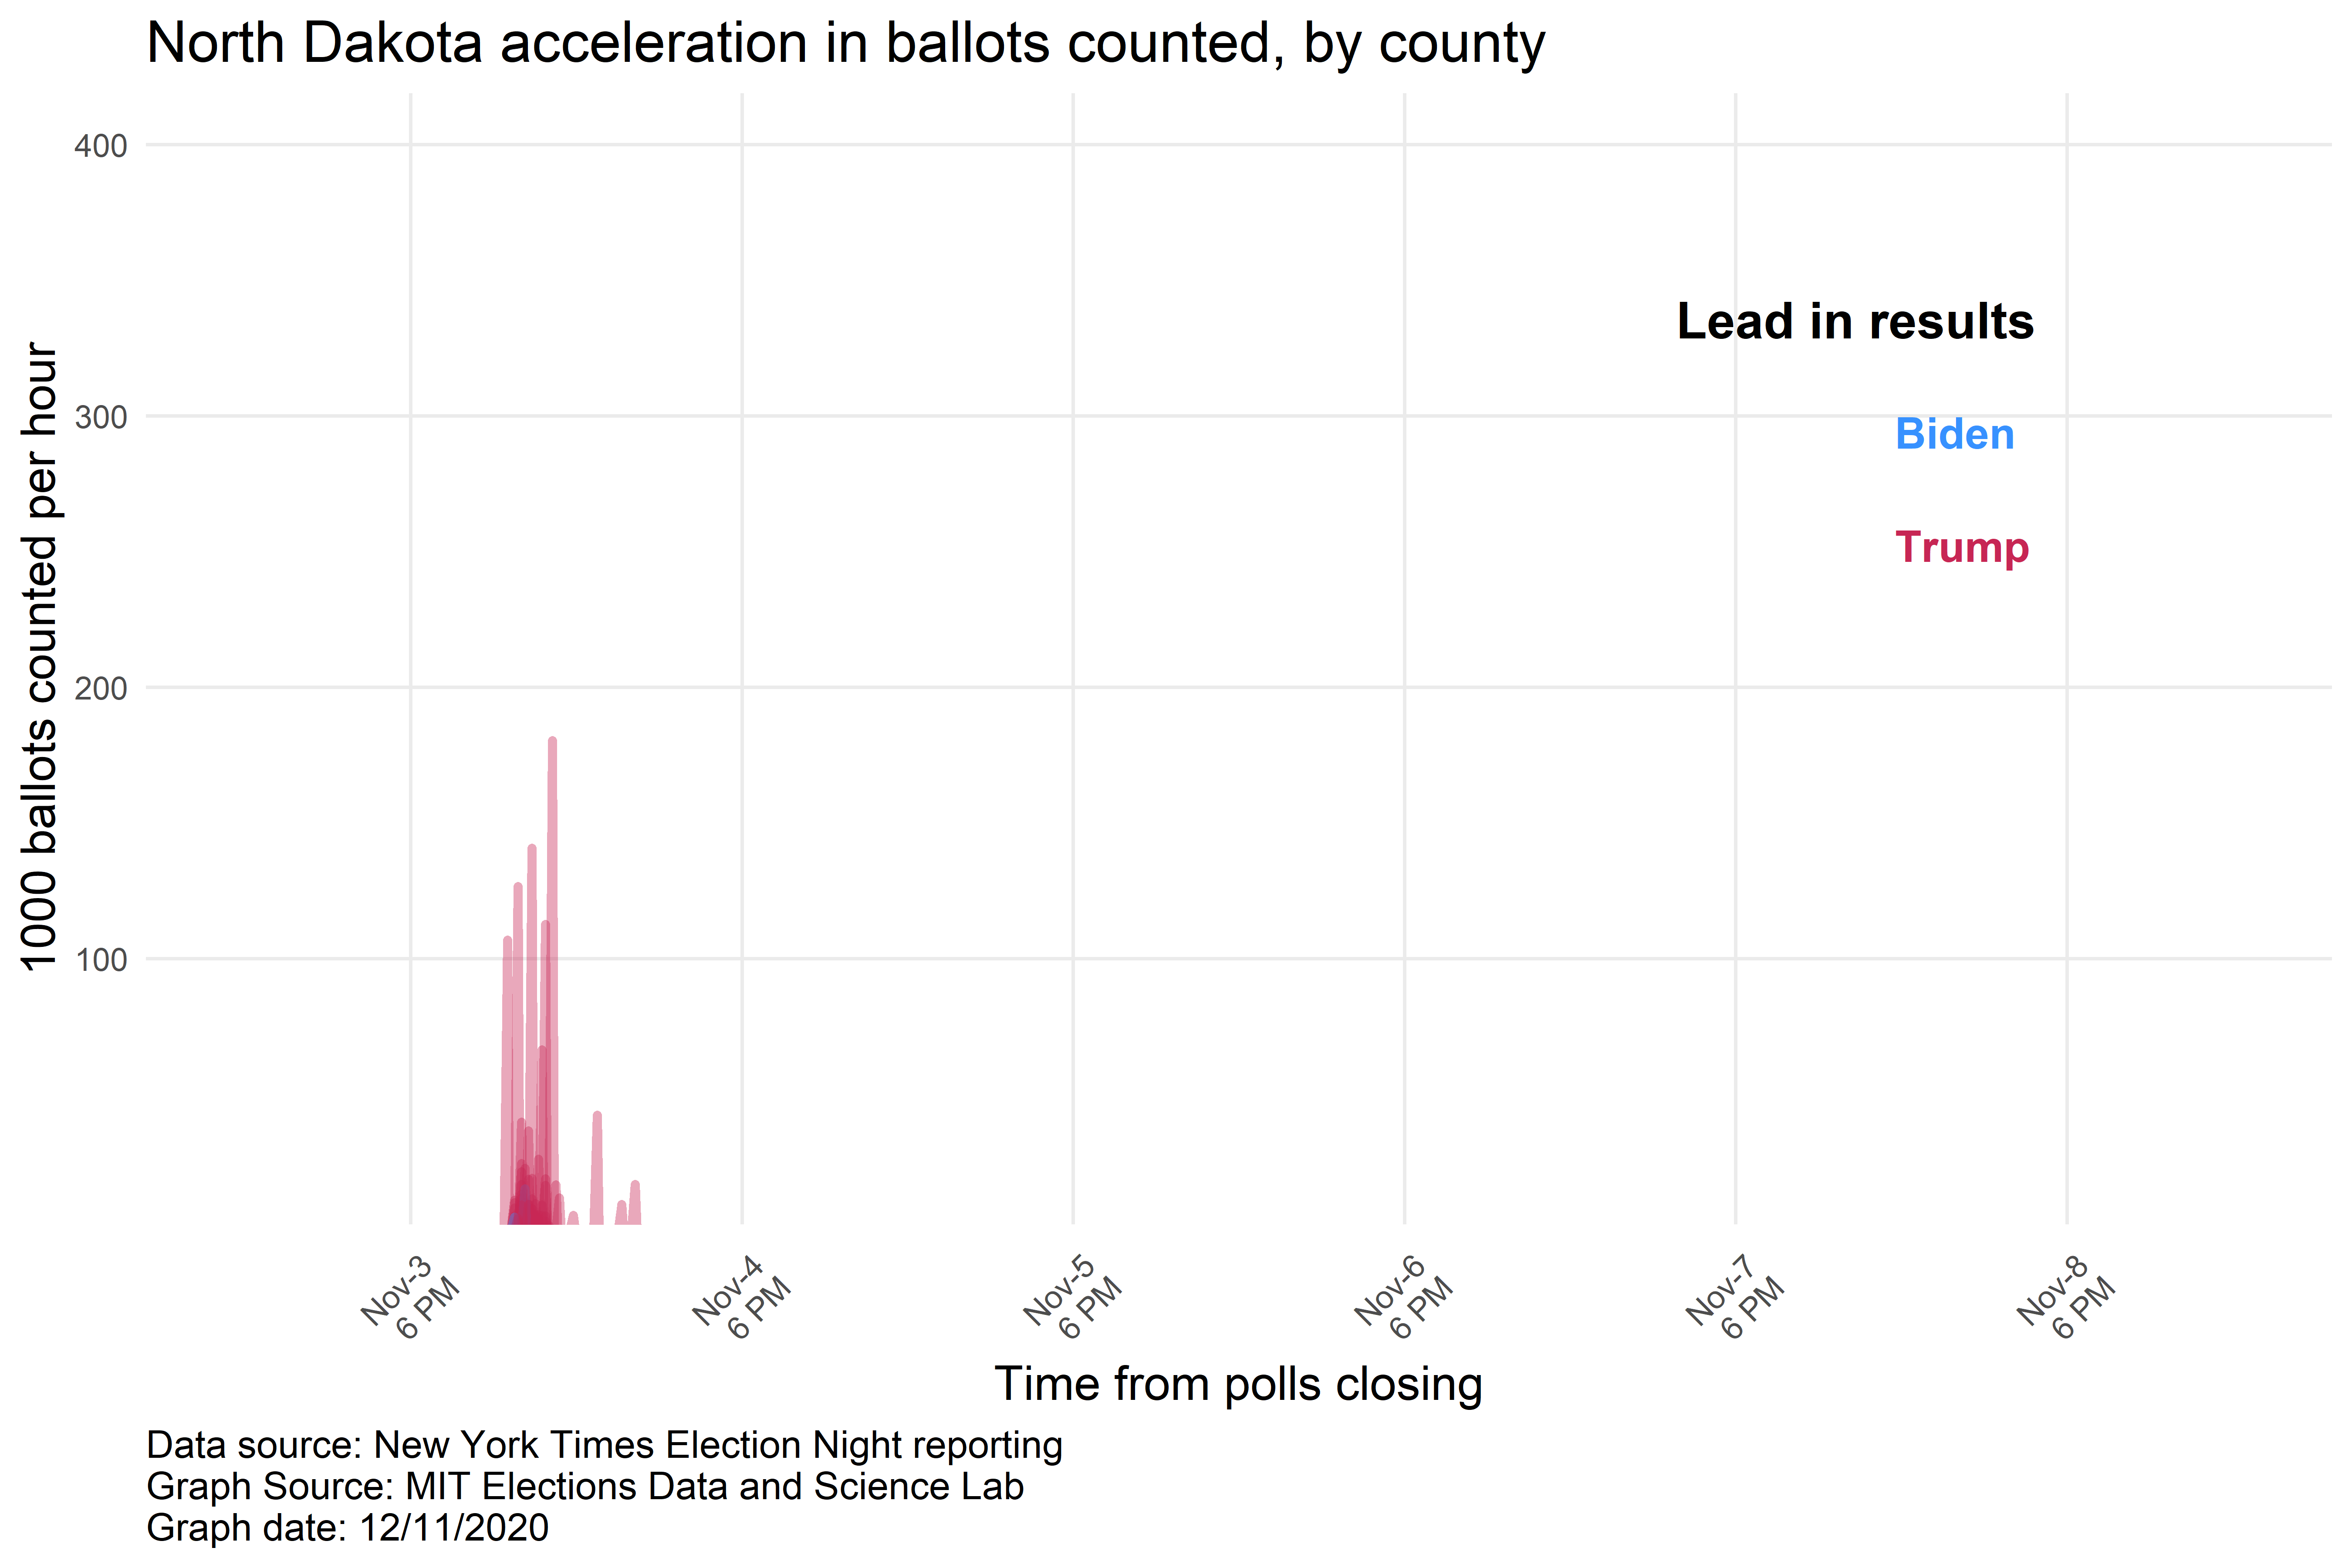 North Dakota acceleration in ballots counted, by county
1000 ballots counted per hour
400
300
200
100
Lead in results
Biden
Trump
Nov-3
6 PM
Nov-4
6 PM
Nov-5
6 PM
Nov-6
6 PM
Nov-7
6 PM
Nov-8
6 PM
Time from polls closing
Data source: New York Times Election Night reporting
Graph Source: MIT Elections Data and Science Lab
Graph date: 12/11/2020